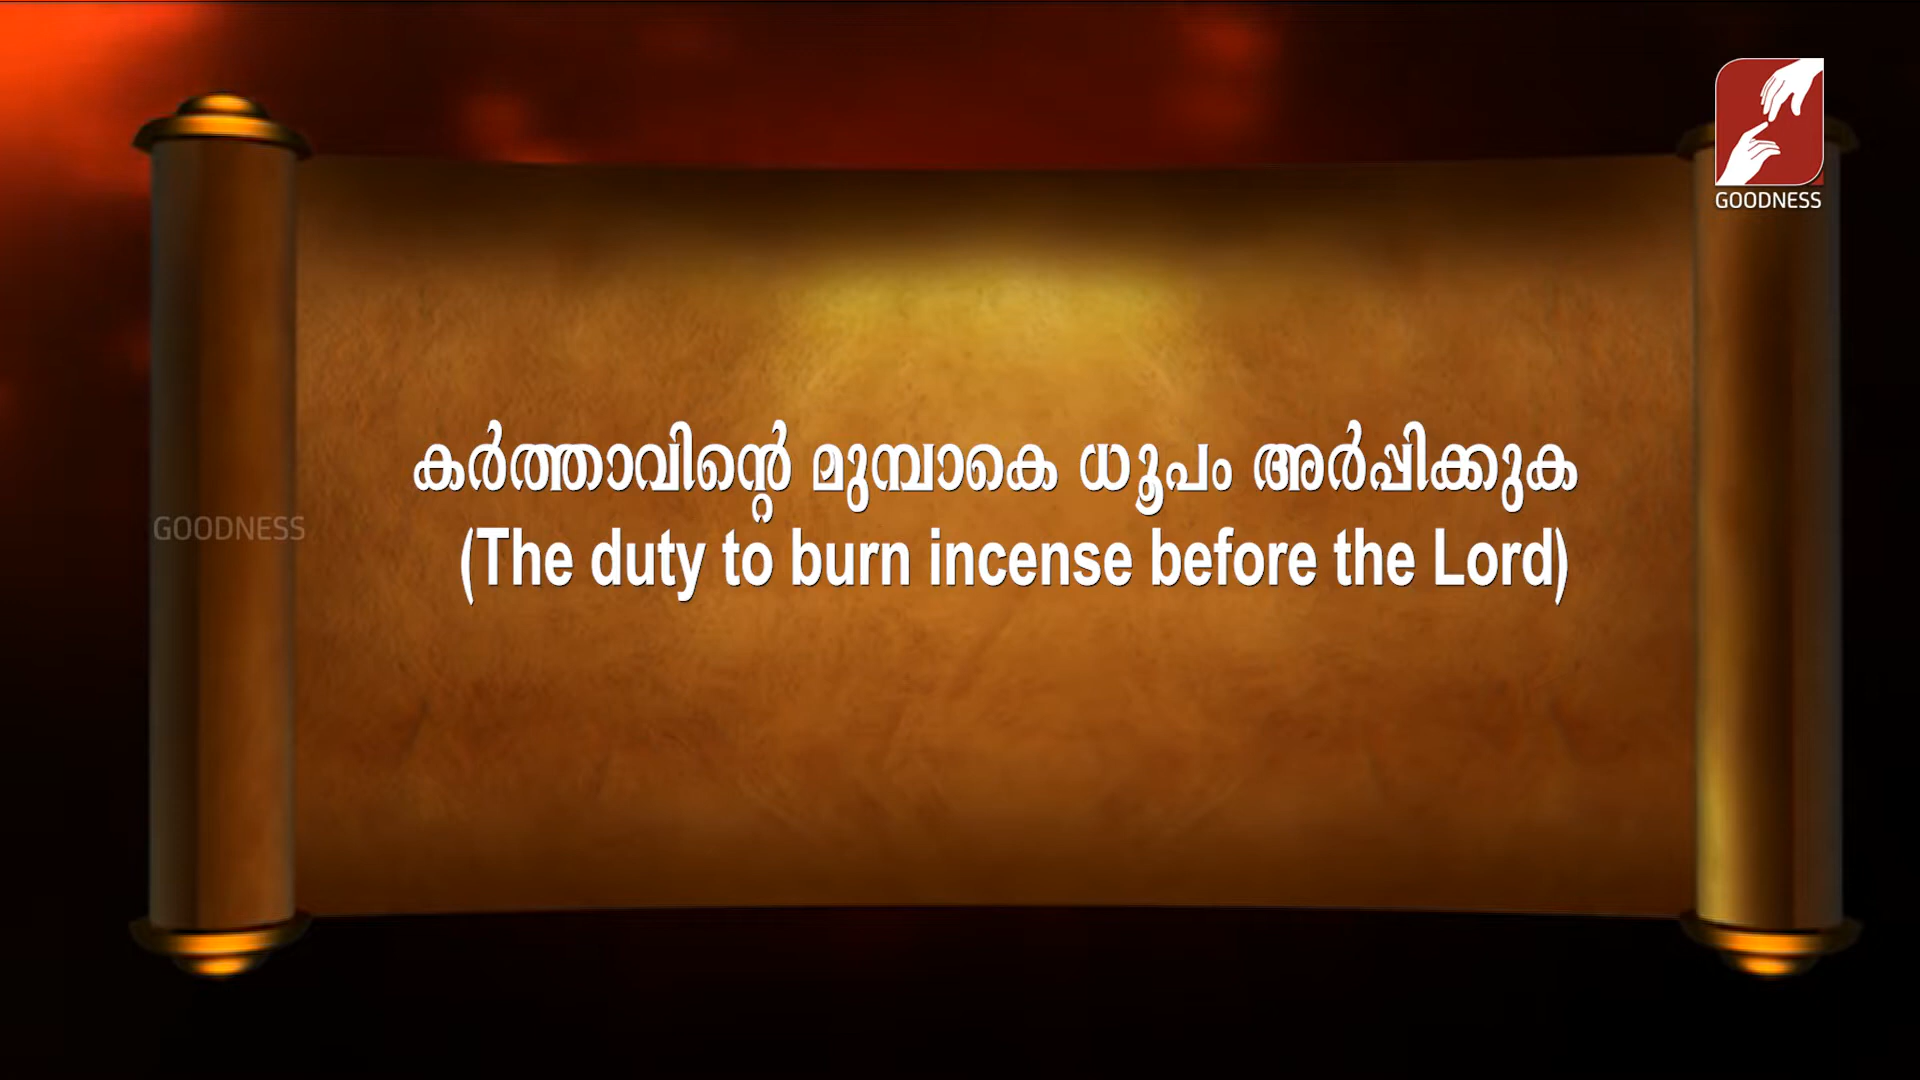 GOODNESS
കർത്താവിന്റെ മുമ്പാകെ ധൂപം അർപ്പിക്കുക
GOODNESS
(The duty to burn incense before the Lord)